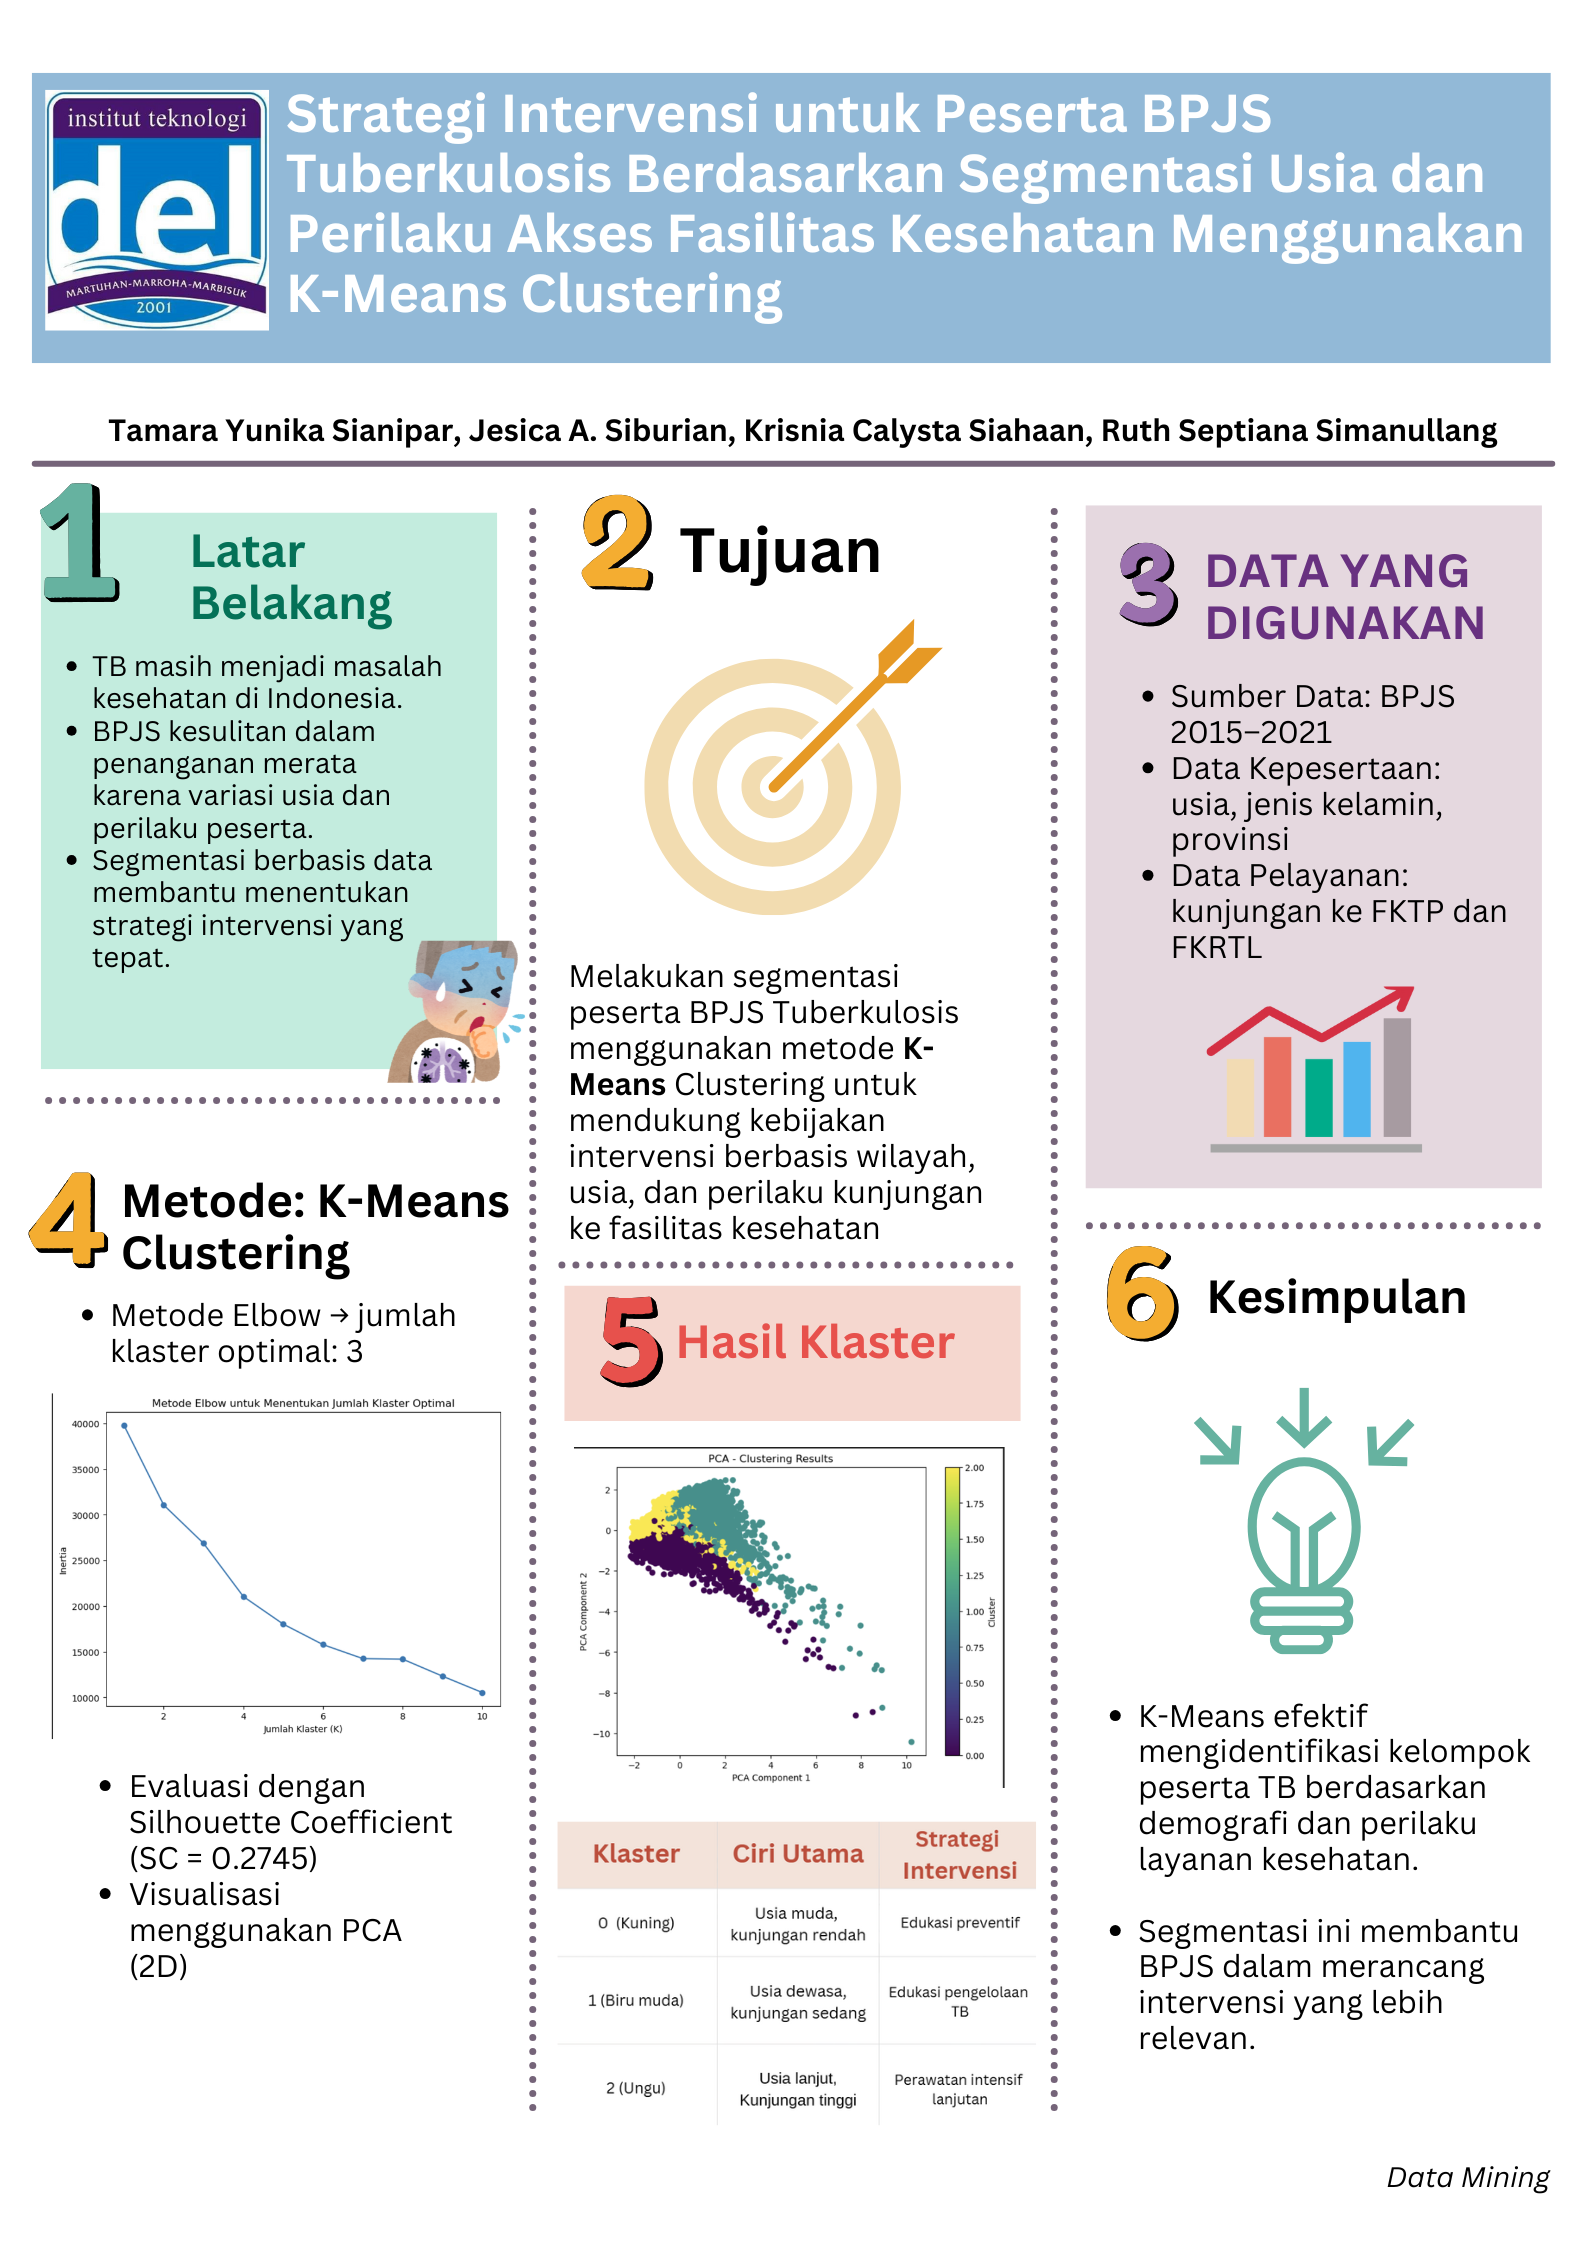 institut teknologi
del
MARTUHAN-MARROHA-MARBISUK
2001
Strategi Intervensi untuk Peserta BPJS
Tuberkulosis Berdasarkan Segmentasi Usia dan
Perilaku Akses Fasilitas Kesehatan Menggunakan
K-Means Clustering
Tamara Yunika Sianipar, Jesica A. Siburian, Krisnia Calysta Siahaan, Ruth Septiana Simanullang
1
Latar
Belakang
• TB masih menjadi masalah
kesehatan di Indonesia.
• BPJS kesulitan dalam
penanganan merata
karena variasi usia dan
perilaku peserta.
• Segmentasi berbasis data
membantu menentukan
strategi intervensi yang
tepat.
2
Tujuan
Melakukan segmentasi
peserta BPJS Tuberkulosis
menggunakan metode K-
Means Clustering untuk
mendukung kebijakan
intervensi berbasis wilayah,
usia, dan perilaku kunjungan
ke fasilitas kesehatan
3
DATA YANG
DIGUNAKAN
• Sumber Data: BPJS
2015–2021
• Data Kepesertaan:
usia, jenis kelamin,
provinsi
• Data Pelayanan:
kunjungan ke FKTP dan
FKRTL
4
Metode: K-Means
Clustering
• Metode Elbow → jumlah
klaster optimal: 3
Metode Elbow untuk Menentukan Jumlah Klaster Optimal
40000
35000
30000
25000
20000
15000
10000
Inertia
2 4 6 8 10
Jumlah Klaster (K)
• Evaluasi dengan
Silhouette Coefficient
(SC = 0.2745)
• Visualisasi
menggunakan PCA
(2D)
5
Hasil Klaster
PCA - Clustering Results
2
0
−2
−4
−6
−8
−10
PCA Component 2
−2 0 2 4 6 8 10
PCA Component 1
2.00
1.75
1.50
1.25
1.00
0.75
0.50
0.25
0.00
Cluster
Klaster Ciri Utama Strategi
Intervensi
0 (Kuning) Usia muda,
kunjungan rendah Edukasi preventif
1 (Biru muda) Usia dewasa,
kunjungan sedang Edukasi pengelolaan
TB
2 (Ungu) Usia lanjut,
Kunjungan tinggi Perawatan intensif
lanjutan
6
Kesimpulan
• K-Means efektif
mengidentifikasi kelompok
peserta TB berdasarkan
demografi dan perilaku
layanan kesehatan.
• Segmentasi ini membantu
BPJS dalam merancang
intervensi yang lebih
relevan.
Data Mining